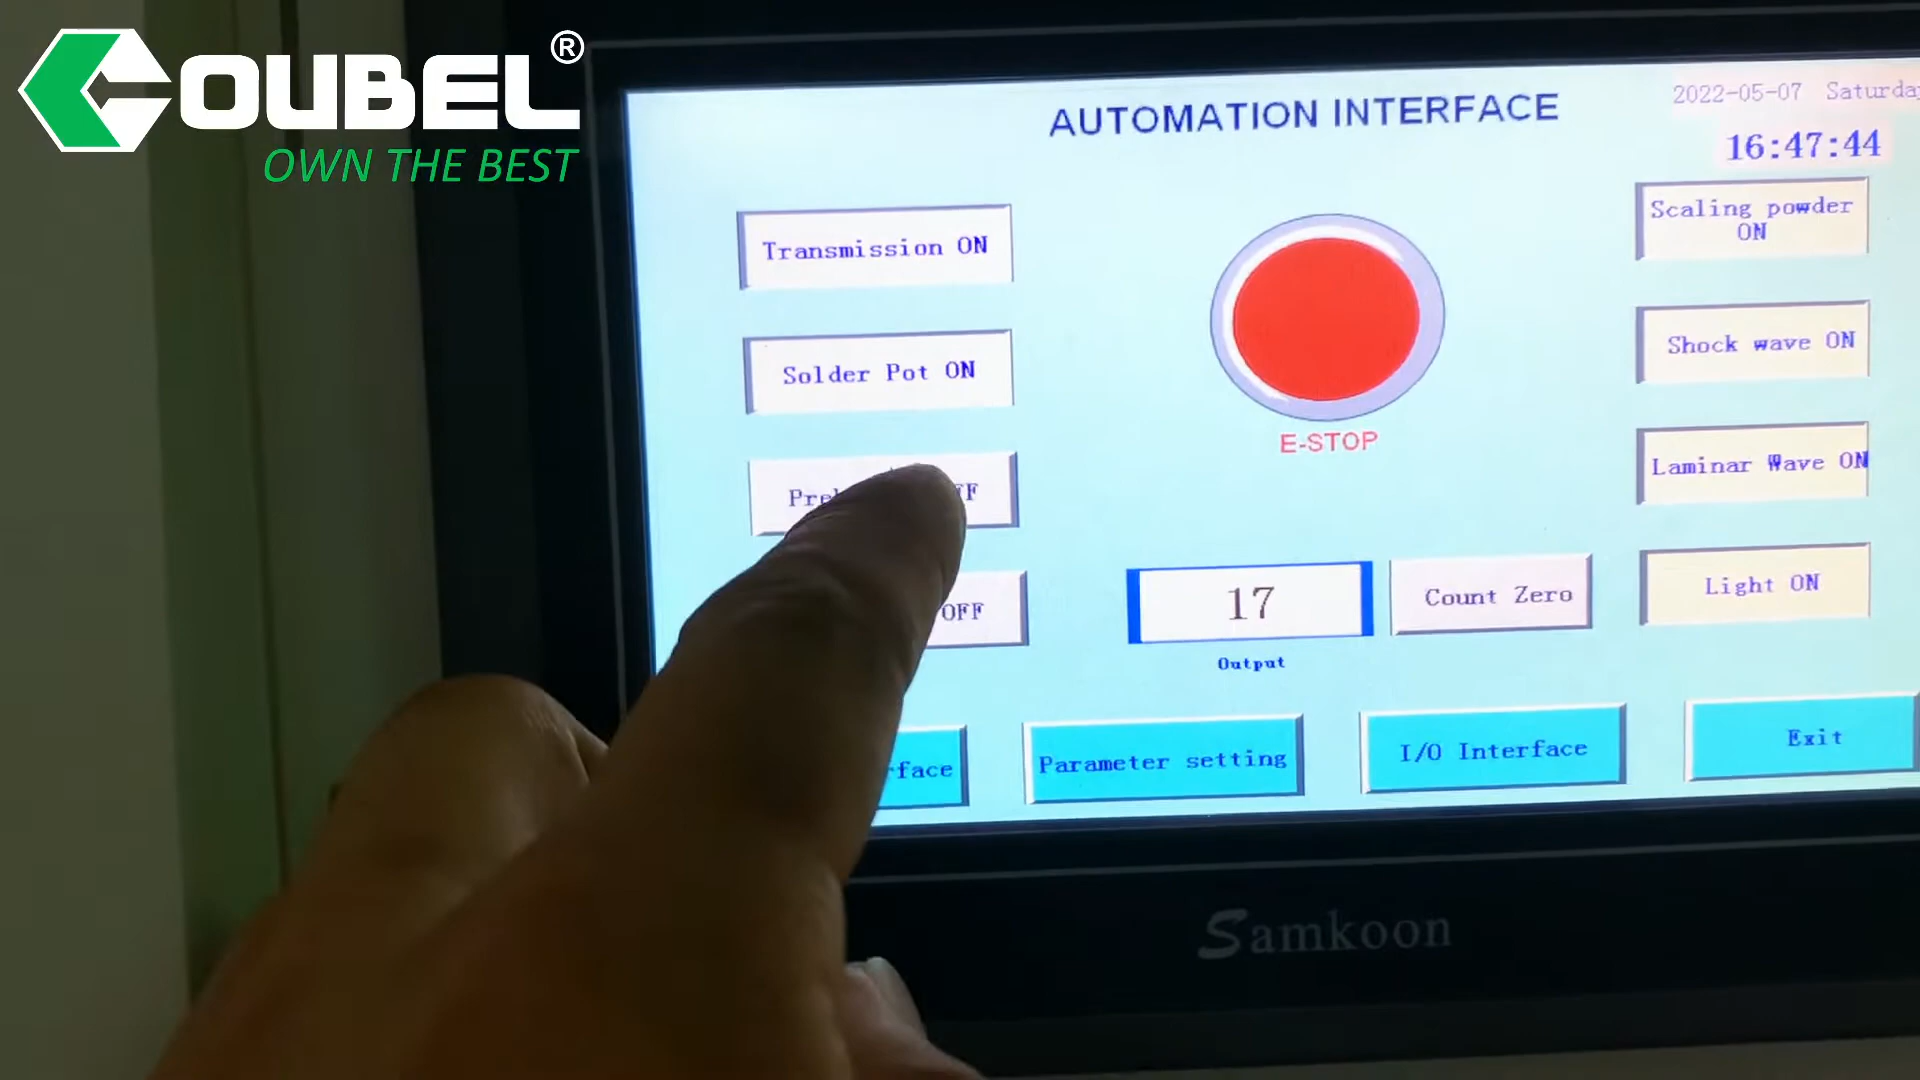 COUBEL®
OWN THE BEST
AUTOMATION INTERFACE
2022-05-07 Saturday
16:47:44
Transmission ON
Scaling powder
ON
Solder Pot ON
Shock wave ON
E-STOP
Laminar Wave ON
OFF
17
Count Zero
Light ON
Output
Parameter setting
I/O Interface
Exit
Samkoon